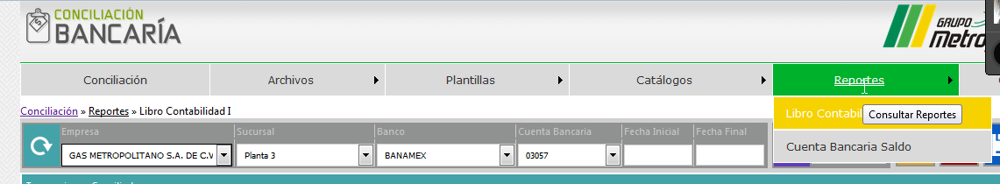 CONCILIACIÓN
BANCARÍA
GRUPO
Metro
Conciliación
Archivos
Plantillas
Catálogos
Reportes
Conciliación » Reportes » Libro Contabilidad I
Libro Contabil
Consultar Reportes
Cuenta Bancaria Saldo
Empresa
Sucursal
Banco
Cuenta Bancaria
Fecha Inicial
Fecha Final
GAS METROPOLITANO S.A. DE C.V
Planta 3
BANAMEX
03057